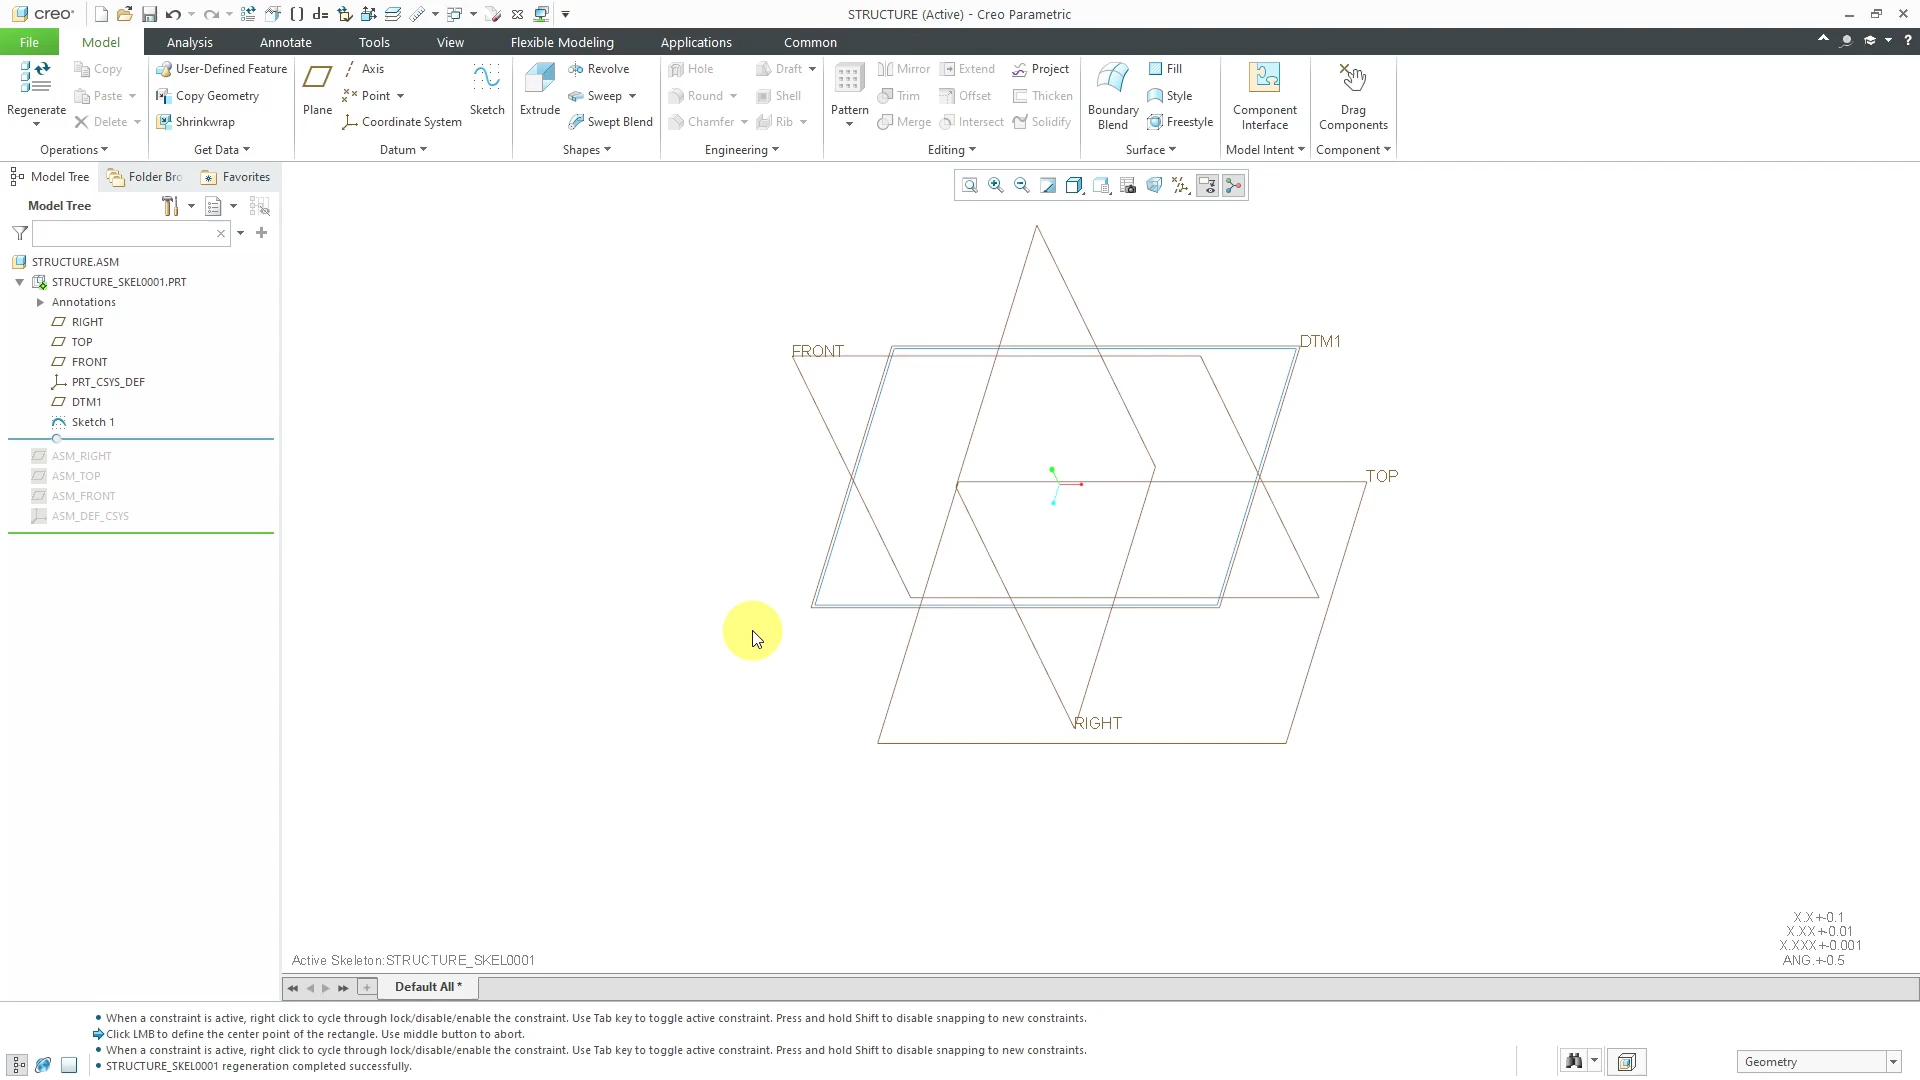 creo
STRUCTURE (Active) - Creo Parametric
File
Model
Analysis
Annotate
Tools
View
Flexible Modeling
Applications
Common
Regenerate
Copy
Paste
Delete
Operations
User-Defined Feature
Copy Geometry
Shrinkwrap
Get Data
Plane
Axis
Point
Coordinate System
Sketch
Datum
Extrude
Revolve
Sweep
Swept Blend
Shapes
Hole
Round
Chamfer
Draft
Shell
Rib
Engineering
Pattern
Mirror
Trim
Merge
Extend
Offset
Intersect
Project
Thicken
Solidify
Editing
Boundary
Blend
Fill
Style
Freestyle
Surface
Component
Interface
Model Intent
Drag
Components
Component
Model Tree
Folder Bro
Favorites
Model Tree
STRUCTURE.ASM
STRUCTURE_SKEL0001.PRT
Annotations
RIGHT
TOP
FRONT
PRT_CSYS_DEF
DTM1
Sketch 1
ASM_RIGHT
ASM_TOP
ASM_FRONT
ASM_DEF_CSYS
FRONT
DTM1
TOP
RIGHT
X.X+-0.1
X.XX+-0.01
X.XXX+-0.001
ANG.+-0.5
Active Skeleton:STRUCTURE_SKEL0001
Default All *
When a constraint is active, right click to cycle through lock/disable/enable the constraint. Use Tab key to toggle active constraint. Press and hold Shift to disable snapping to new constraints.
Click LMB to define the center point of the rectangle. Use middle button to abort.
When a constraint is active, right click to cycle through lock/disable/enable the constraint. Use Tab key to toggle active constraint. Press and hold Shift to disable snapping to new constraints.
STRUCTURE_SKEL0001 regeneration completed successfully.
Geometry